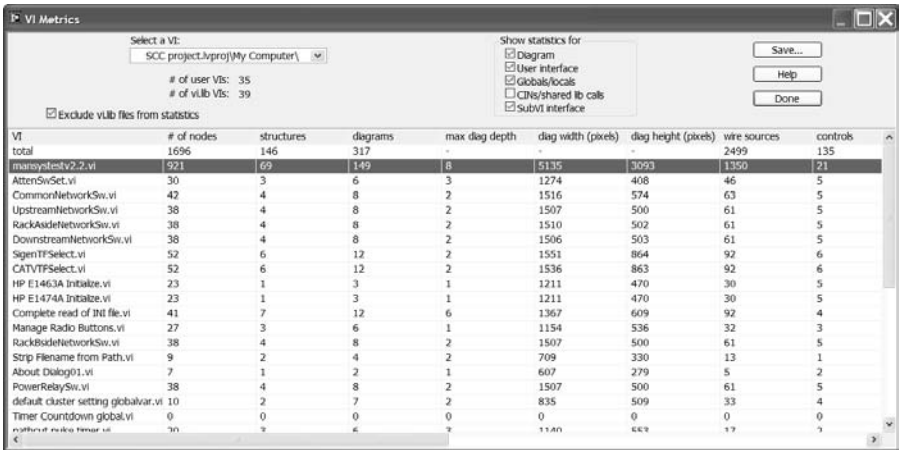 VI Metrics
Select a VI:
SCC project.lvproj\My Computer\
# of user VIs: 35
# of vi.lib VIs: 39
Exclude vi.lib files from statistics
Show statistics for
Diagram
User interface
Globals/locals
CINs/shared lib calls
SubVI interface
Save...
Help
Done
VI # of nodes structures diagrams max diag depth diag width (pixels) diag height (pixels) wire sources controls
total 1696 146 317 - - - 2499 135
mansystestv2.2.vi 921 69 149 8 5135 3093 1350 21
AttenSwSet.vi 30 3 6 3 1274 408 46 5
CommonNetworkSw.vi 42 4 8 2 1516 574 63 5
UpstreamNetworkSw.vi 38 4 8 2 1507 500 61 5
RackAsideNetworkSw.vi 38 4 8 2 1510 502 61 5
DownstreamNetworkSw.vi 38 4 8 2 1506 503 61 5
SigenTFSelect.vi 52 6 12 2 1551 864 92 6
CATVTFSelect.vi 52 6 12 2 1536 863 92 6
HP E1463A Initialize.vi 23 1 3 1 1211 470 30 5
HP E1474A Initialize.vi 23 1 3 1 1211 470 30 5
Complete read of INI file.vi 41 7 12 6 1367 609 92 4
Manage Radio Buttons.vi 27 3 6 1 1154 536 32 3
RackBsideNetworkSw.vi 38 4 8 2 1507 500 61 5
Strip Filename from Path.vi 9 2 4 2 709 330 13 1
About Dialog01.vi 7 1 2 1 607 279 5 2
PowerRelaySw.vi 38 4 8 2 1507 500 61 5
default cluster setting globalvar.vi 10 2 7 2 835 509 33 4
Timer Countdown global.vi 0 0 0 0 0 0 0 0
pathcut puke timer.vi 20 3 6 3 1140 553 17